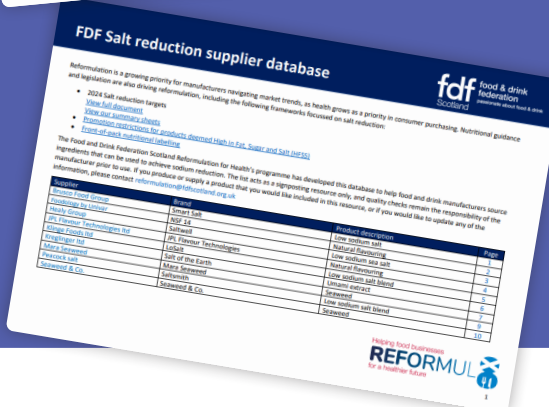 FDF Salt reduction supplier database
fdf food & drink federation
Scotland passionate about food & drink
Reformulation is a growing priority for manufacturers navigating market trends, as health grows as a priority in consumer purchasing. Nutritional guidance
and legislation are also driving reformulation, including the following frameworks focussed on salt reduction:
• 2024 Salt reduction targets
View full document
View our summary sheets
• Promotion restrictions for products deemed High in Fat, Sugar and Salt (HFSS)
• Front-of-pack nutritional labelling
The Food and Drink Federation Scotland Reformulation for Health's programme has developed this database to help food and drink manufacturers source
ingredients that can be used to achieve sodium reduction. The list acts as a signposting resource only, and quality checks remain the responsibility of the
manufacturer prior to use. If you produce or supply a product that you would like included in this resource, or if you would like to update any of the
information, please contact reformulation@fdfscotland.org.uk
Supplier Brand Product description Page
Brusco Food Group Smart Salt Low sodium salt 1
Foodology by Univar NSF 14 Natural flavouring 2
Healy Group Saltwell Low sodium sea salt 3
JPL Flavour Technologies ltd JPL Flavour Technologies Natural flavouring 4
Klinge Foods ltd LoSalt Low sodium salt blend 5
Kreglinger ltd Salt of the Earth Umami extract 6
Mara Seaweed Mara Seaweed Seaweed 7
Peacock salt Saltsmith Low sodium salt blend 9
Seaweed & Co. Seaweed & Co. Seaweed 10
Helping food businesses
REFORMUL8
for a healthier future
1